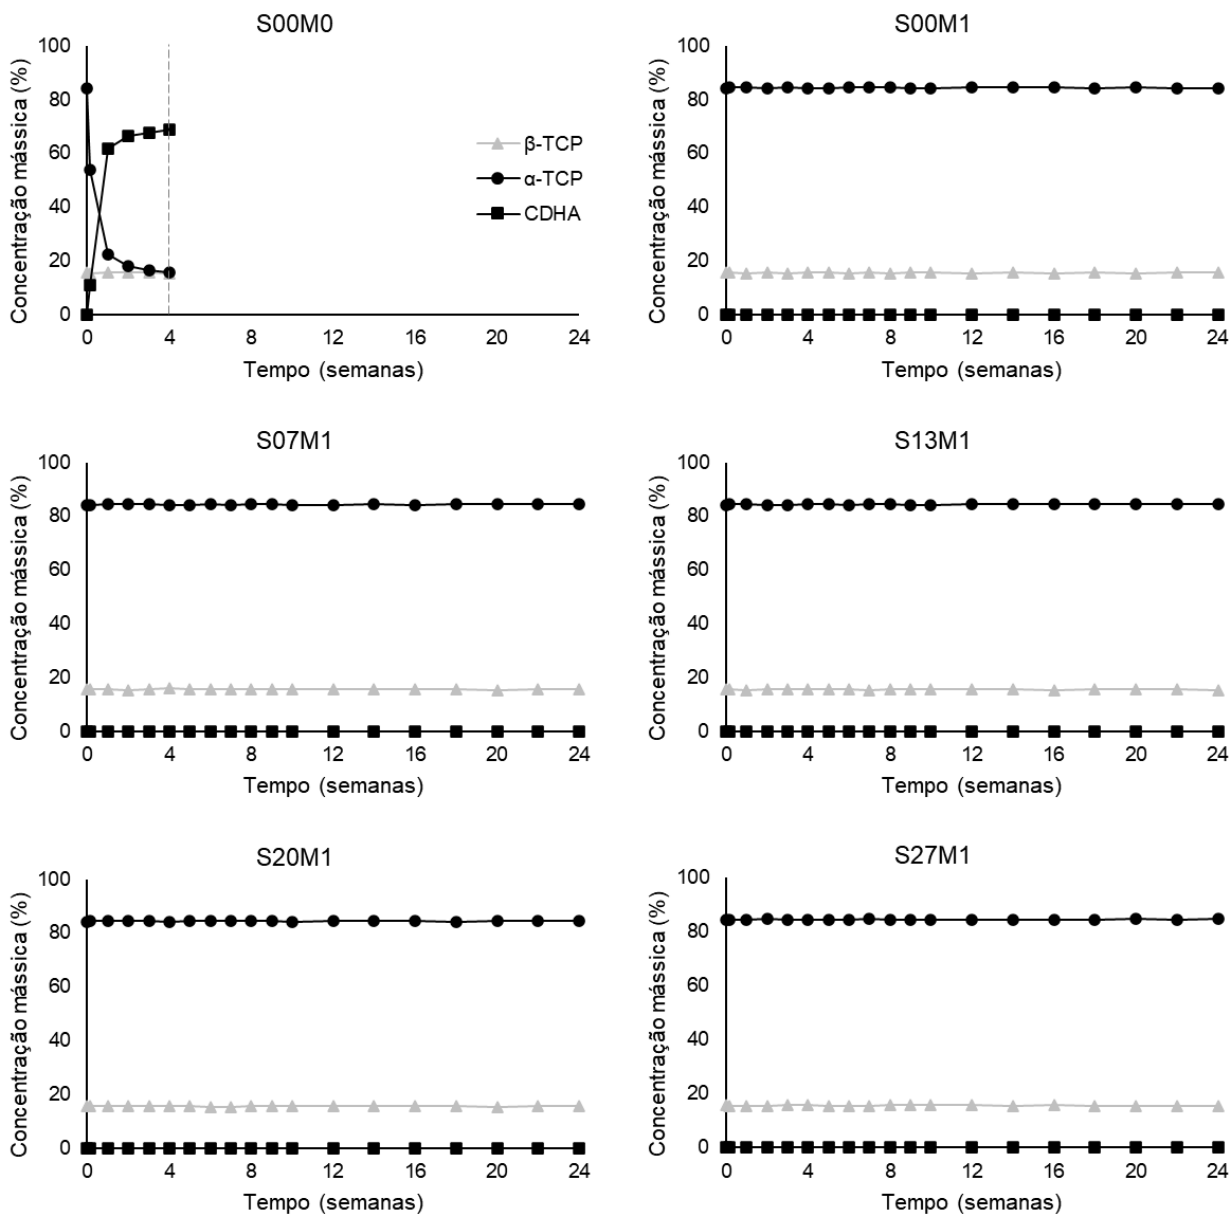 S00M0
Concentração mássica (%)
100
80
60
40
20
0
β-TCP
α-TCP
CDHA
0 4 8 12 16 20 24
Tempo (semanas)
S00M1
Concentração mássica (%)
100
80
60
40
20
0
0 4 8 12 16 20 24
Tempo (semanas)
S07M1
Concentração mássica (%)
100
80
60
40
20
0
0 4 8 12 16 20 24
Tempo (semanas)
S13M1
Concentração mássica (%)
100
80
60
40
20
0
0 4 8 12 16 20 24
Tempo (semanas)
S20M1
Concentração mássica (%)
100
80
60
40
20
0
0 4 8 12 16 20 24
Tempo (semanas)
S27M1
Concentração mássica (%)
100
80
60
40
20
0
0 4 8 12 16 20 24
Tempo (semanas)